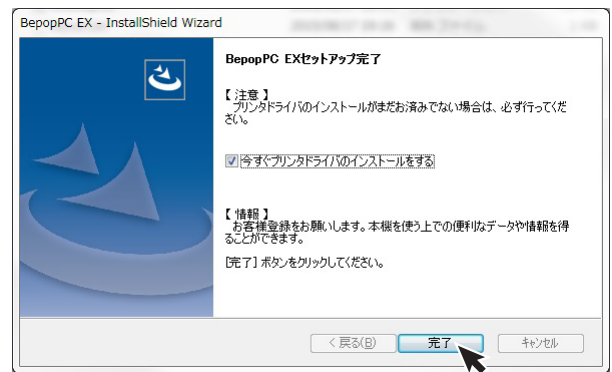 BepopPC EX - InstallShield Wizard
BepopPC EXセットアップ完了
【 注意 】
プリンタドライバのインストールがまだお済みでない場合は、必ず行ってくだ
さい。
今すぐプリンタドライバのインストールをする
【 情報 】
お客様登録をお願いします。本機を使う上での便利なデータや情報を得
ることができます。
[完了] ボタンをクリックしてください。
< 戻る(B)
完了
キャンセル